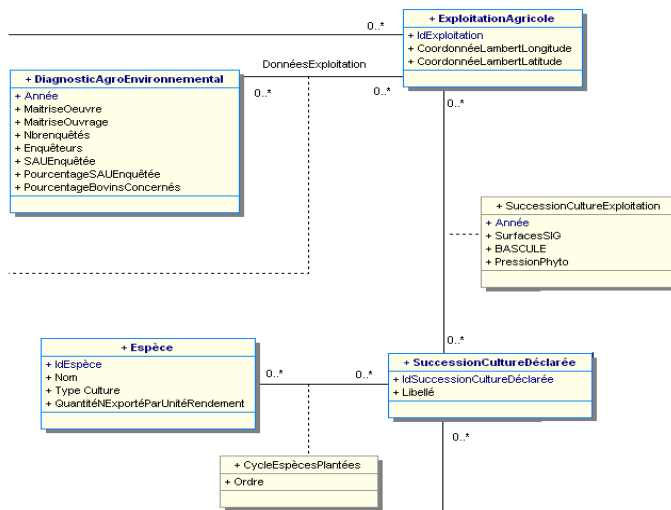 0..*
+ ExploitationAgricole
+ IdExploitation
+ CoordonnéeLambertLongitude
+ CoordonnéeLambertLatitude
DonnéesExploitation
+ DiagnosticAgroEnvironnemental
+ Année
+ MaitriseOeuvre
+ MaitiseOuvrage
+ Nbrenquêtés
+ Enquêteurs
+ SAUEnquêtée
+ PourcentageSAUEnquêtée
+ PourcentageBovinsConcernés
0..*
0..*
0..*
+ SuccessionCultureExploitation
+ Année
+ SurfacesSIG
+ BASCULE
+ PressionPhyto
0..*
+ Espèce
+ IdEspèce
+ Nom
+ Type Culture
+ QuantitéNExportéParUnitéRendement
0..*
0..*
+ SuccessionCultureDéclarée
+ IdSuccessionCultureDéclarée
+ Libellé
0..*
+ CycleEspècesPlantées
+ Ordre